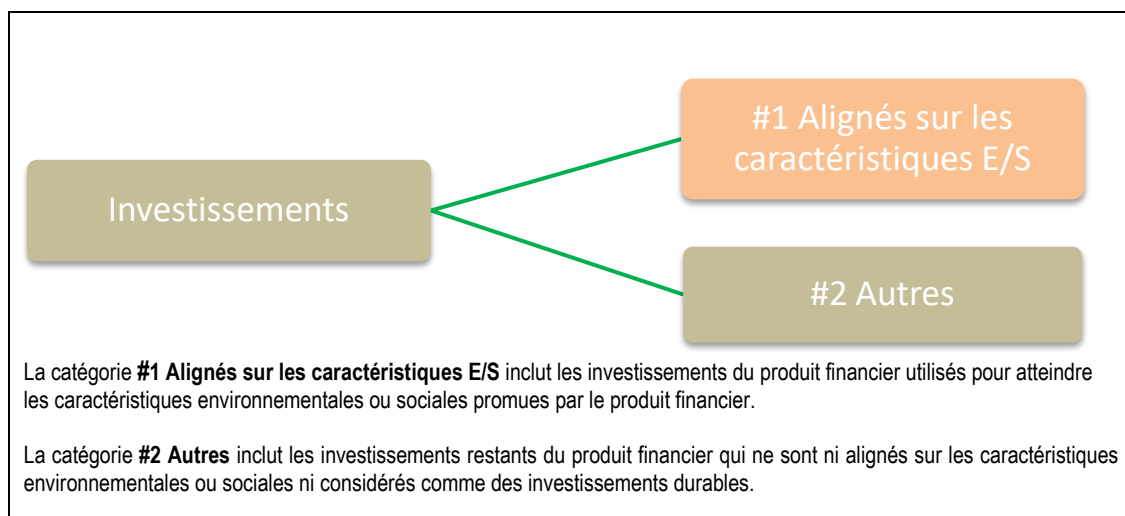 #1 Alignés sur les
caractéristiques E/S
Investissements
#2 Autres
La catégorie #1 Alignés sur les caractéristiques E/S inclut les investissements du produit financier utilisés pour atteindre
les caractéristiques environnementales ou sociales promues par le produit financier.
La catégorie #2 Autres inclut les investissements restants du produit financier qui ne sont ni alignés sur les caractéristiques
environnementales ou sociales ni considérés comme des investissements durables.